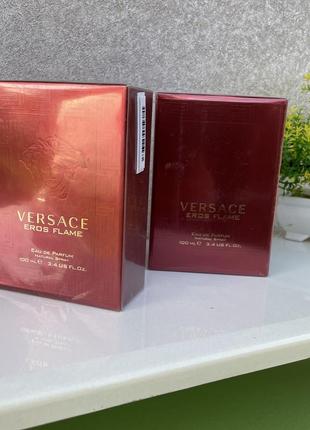 VERSACE
EROS FLAME
EAU DE PARFUM
NATURAL SPRAY
100 ML ℮ 3.4 US FL.OZ.
VERSACE
EROS FLAME
EAU DE PARFUM
NATURAL SPRAY
100 ML ℮ 3.4 US FL.OZ.